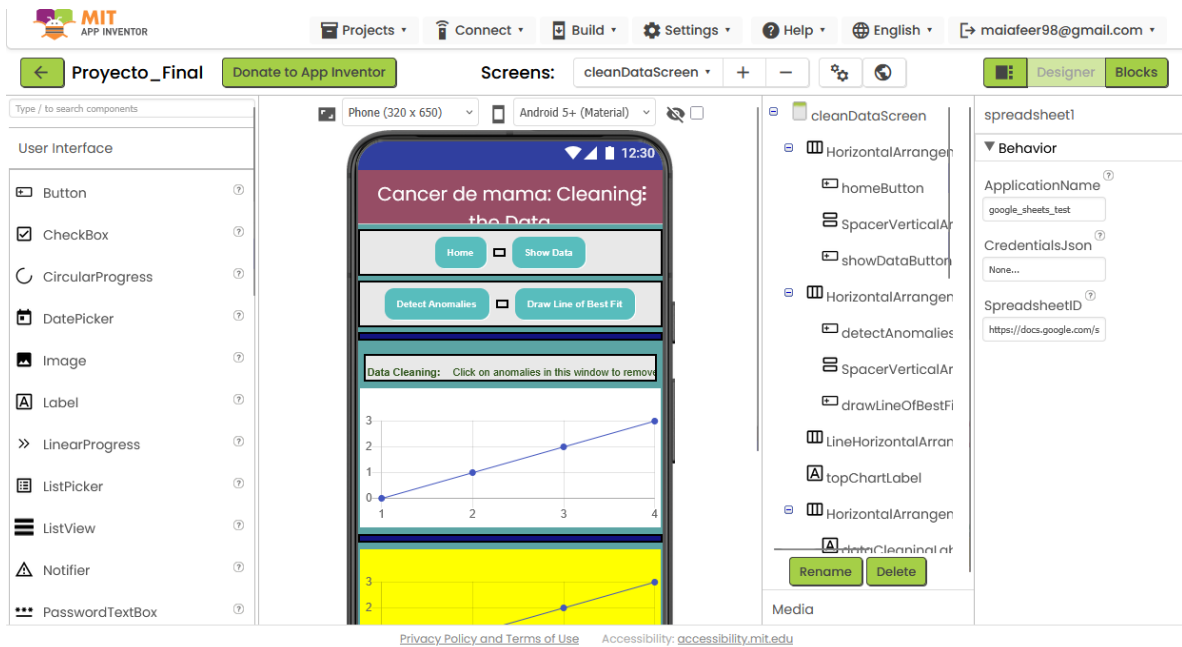 MIT
APP INVENTOR
Projects
Connect
Build
Settings
Help
English
maiafeer98@gmail.com
Proyecto_Final
Donate to App Inventor
Screens:
cleanDataScreen
Designer
Blocks
Type / to search components
User Interface
Button
CheckBox
CircularProgress
DatePicker
Image
Label
LinearProgress
ListPicker
ListView
Notifier
PasswordTextBox
Phone (320 x 650)
Android 5+ (Material)
12:30
Cancer de mama: Cleaning
the Data
Home
Show Data
Detect Anomalies
Draw Line of Best Fit
Data Cleaning: Click on anomalies in this window to remove
3
2
1
0
1 2 3 4
3
2
cleanDataScreen
HorizontalArrangen
homeButton
SpacerVerticalAr
showDataButton
HorizontalArrangen
detectAnomalies
SpacerVerticalAr
drawLineOfBestFi
LineHorizontalArran
topChartLabel
HorizontalArrangen
dataCleaningLab
Rename
Delete
Media
spreadsheet1
Behavior
ApplicationName
google_sheets_test
CredentialsJson
None...
SpreadsheetID
https://docs.google.com/s
Privacy Policy and Terms of Use Accessibility: accessibility.mit.edu